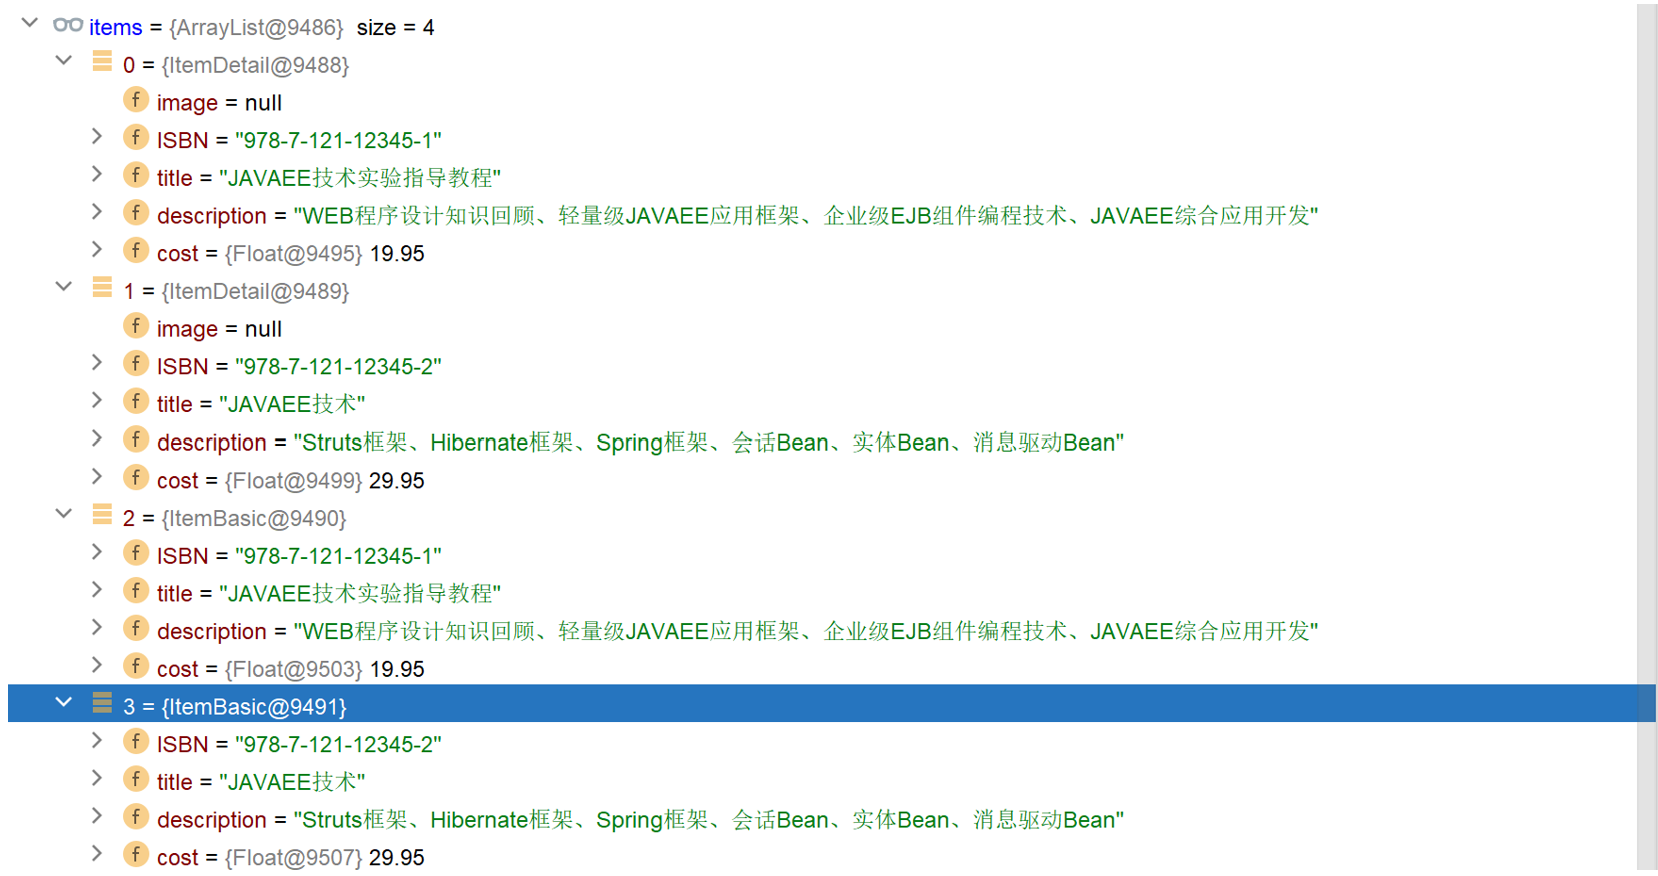 items = {ArrayList@9486} size = 4
0 = {ItemDetail@9488}
f image = null
f ISBN = "978-7-121-12345-1"
f title = "JAVAEE技术实验指导教程"
f description = "WEB程序设计知识回顾、轻量级JAVAEE应用框架、企业级EJB组件编程技术、JAVAEE综合应用开发"
f cost = {Float@9495} 19.95
1 = {ItemDetail@9489}
f image = null
f ISBN = "978-7-121-12345-2"
f title = "JAVAEE技术"
f description = "Struts框架、Hibernate框架、Spring框架、会话Bean、实体Bean、消息驱动Bean"
f cost = {Float@9499} 29.95
2 = {ItemBasic@9490}
f ISBN = "978-7-121-12345-1"
f title = "JAVAEE技术实验指导教程"
f description = "WEB程序设计知识回顾、轻量级JAVAEE应用框架、企业级EJB组件编程技术、JAVAEE综合应用开发"
f cost = {Float@9503} 19.95
3 = {ItemBasic@9491}
f ISBN = "978-7-121-12345-2"
f title = "JAVAEE技术"
f description = "Struts框架、Hibernate框架、Spring框架、会话Bean、实体Bean、消息驱动Bean"
f cost = {Float@9507} 29.95